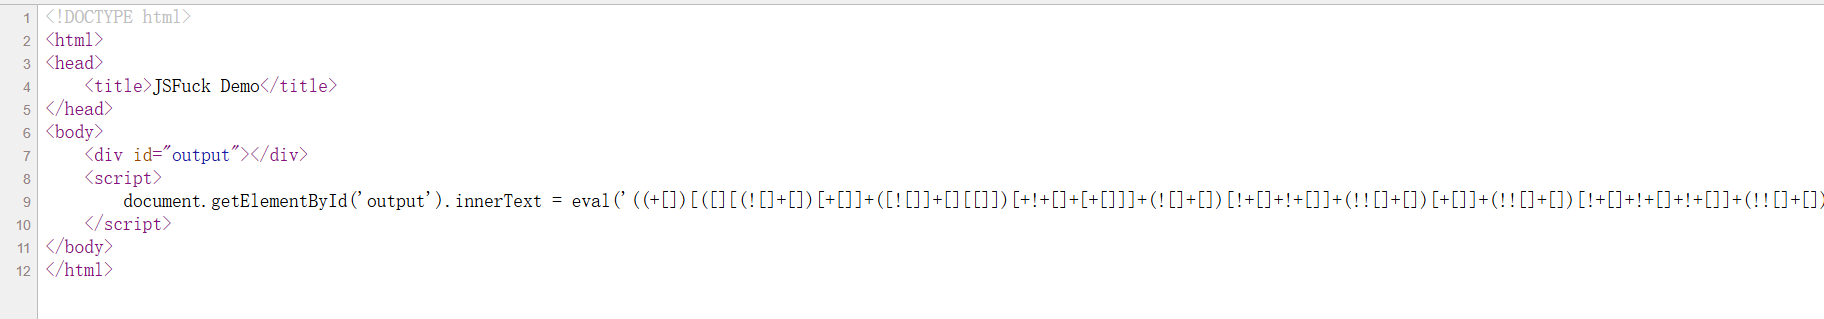 1 <!DOCTYPE html>
2 <html>
3 <head>
4     <title>JSFuck Demo</title>
5 </head>
6 <body>
7     <div id="output"></div>
8     <script>
9         document.getElementById('output').innerText = eval('((+[])[([][(![]+[])[+[]]+([![]]+[][[]])[+!+[]+[+[]]]+(![]+[])[!+[]+!+[]]+(!![]+[])[+[]]+(!![]+[])[!+[]+!+[]+!+[]]+(!![]+[])
10     </script>
11 </body>
12 </html>